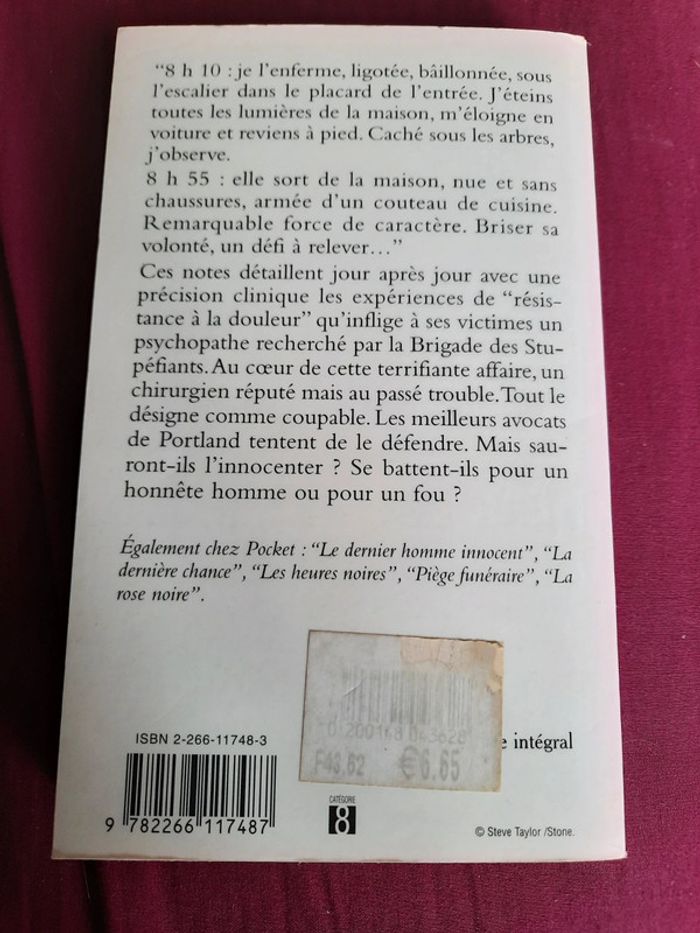 “8 h 10 : je l’enferme, ligotée, bâillonnée, sous
l’escalier dans le placard de l’entrée. J’éteins
toutes les lumières de la maison, m’éloigne en
voiture et reviens à pied. Caché sous les arbres,
j’observe.
8 h 55 : elle sort de la maison, nue et sans
chaussures, armée d’un couteau de cuisine.
Remarquable force de caractère. Briser sa
volonté, un défi à relever…”
Ces notes détaillent jour après jour avec une
précision clinique les expériences de “résis-
tance à la douleur” qu’inflige à ses victimes un
psychopathe recherché par la Brigade des Stu-
péfiants. Au cœur de cette terrifiante affaire, un
chirurgien réputé mais au passé trouble. Tout le
désigne comme coupable. Les meilleurs avocats
de Portland tentent de le défendre. Mais sau-
ront-ils l’innocenter ? Se battent-ils pour un
honnête homme ou pour un fou ?
Également chez Pocket : “Le dernier homme innocent”, “La
dernière chance”, “Les heures noires”, “Piège funéraire”, “La
rose noire”.
0 200148 043628
F43.62 €6.65
e intégral
ISBN 2-266-11748-3
9 782266 117487
CATÉGORIE
8
© Steve Taylor /Stone.